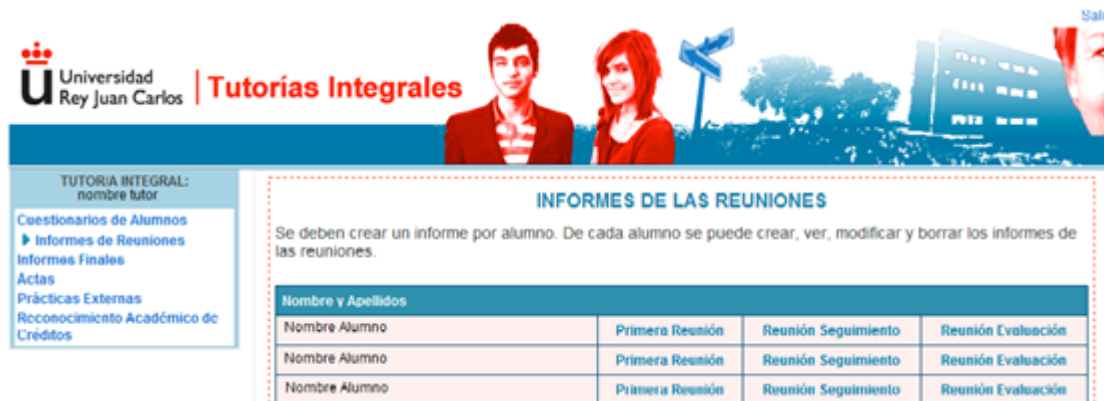 Universidad
Rey Juan Carlos
Tutorías Integrales
TUTORIA INTEGRAL:
nombre tutor
Cuestionarios de Alumnos
Informes de Reuniones
Informes Finales
Actas
Prácticas Externas
Reconocimiento Académico de
Créditos
INFORMES DE LAS REUNIONES
Se deben crear un informe por alumno. De cada alumno se puede crear, ver, modificar y borrar los informes de
las reuniones.
Nombre y Apellidos
Nombre Alumno Primera Reunión Reunión Seguimiento Reunión Evaluación
Nombre Alumno Primera Reunión Reunión Seguimiento Reunión Evaluación
Nombre Alumno Primera Reunión Reunión Seguimiento Reunión Evaluación